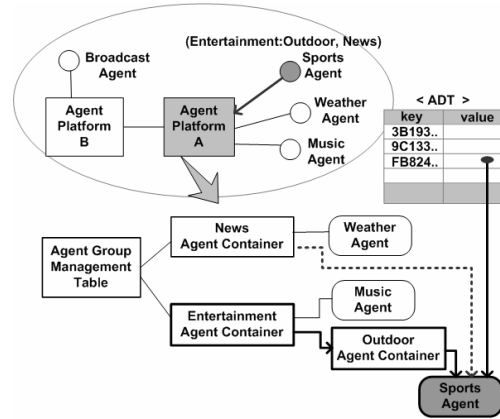 (Entertainment:Outdoor, News)
Broadcast
Agent
Sports
Agent
Agent
Platform
B
Agent
Platform
A
Weather
Agent
Music
Agent
< ADT >
key value
3B193..
9C133..
FB824..
News
Agent Container
Weather
Agent
Agent Group
Management
Table
Music
Agent
Entertainment
Agent Container
Outdoor
Agent Container
Sports
Agent